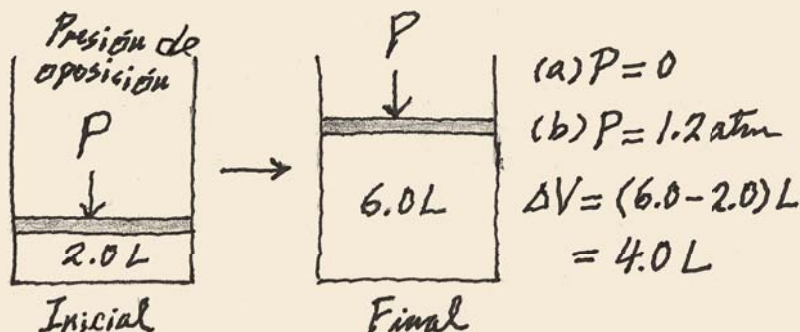 Presión de
oposición
P
2.0 L
Inicial
P
6.0 L
Final
(a) P = 0
(b) P = 1.2 atm
ΔV = (6.0 - 2.0) L
= 4.0 L